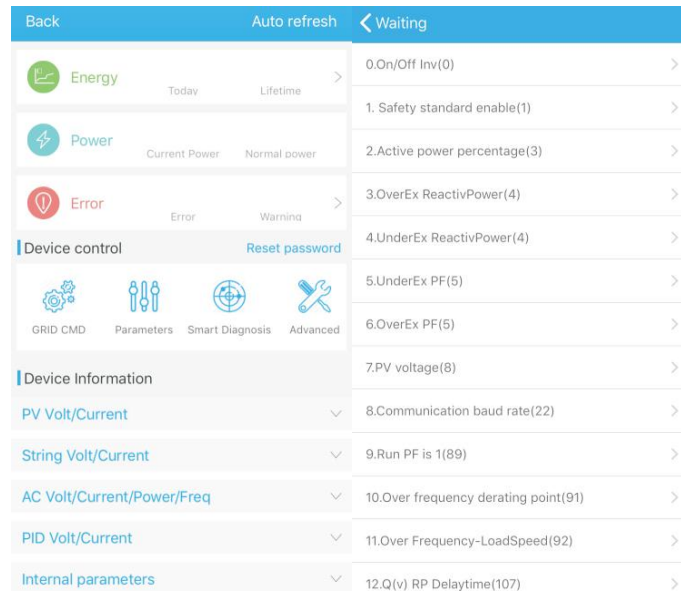 Back Auto refresh
Energy
Today Lifetime
Power
Current Power Normal power
Error
Error Warning
Device control Reset password
GRID CMD Parameters Smart Diagnosis Advanced
Device Information
PV Volt/Current
String Volt/Current
AC Volt/Current/Power/Freq
PID Volt/Current
Internal parameters
Waiting
0.On/Off Inv(0)
1. Safety standard enable(1)
2.Active power percentage(3)
3.OverEx ReactivPower(4)
4.UnderEx ReactivPower(4)
5.UnderEx PF(5)
6.OverEx PF(5)
7.PV voltage(8)
8.Communication baud rate(22)
9.Run PF is 1(89)
10.Over frequency derating point(91)
11.Over Frequency-LoadSpeed(92)
12.Q(v) RP Delaytime(107)